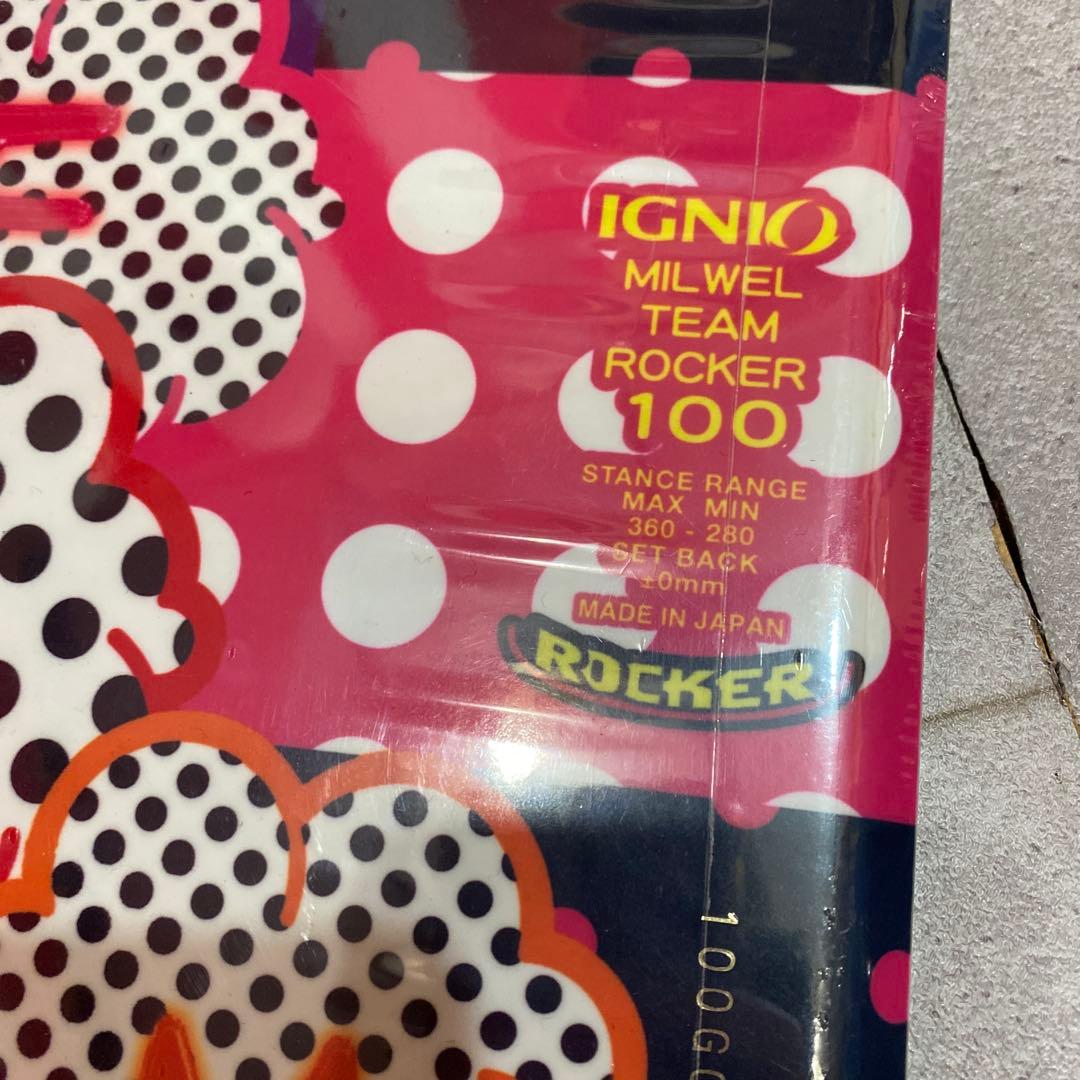 IGNIO
MILWEL
TEAM
ROCKER
100
STANCE RANGE
MAX MIN
360 - 280
SET BACK
±0mm
MADE IN JAPAN
ROCKER